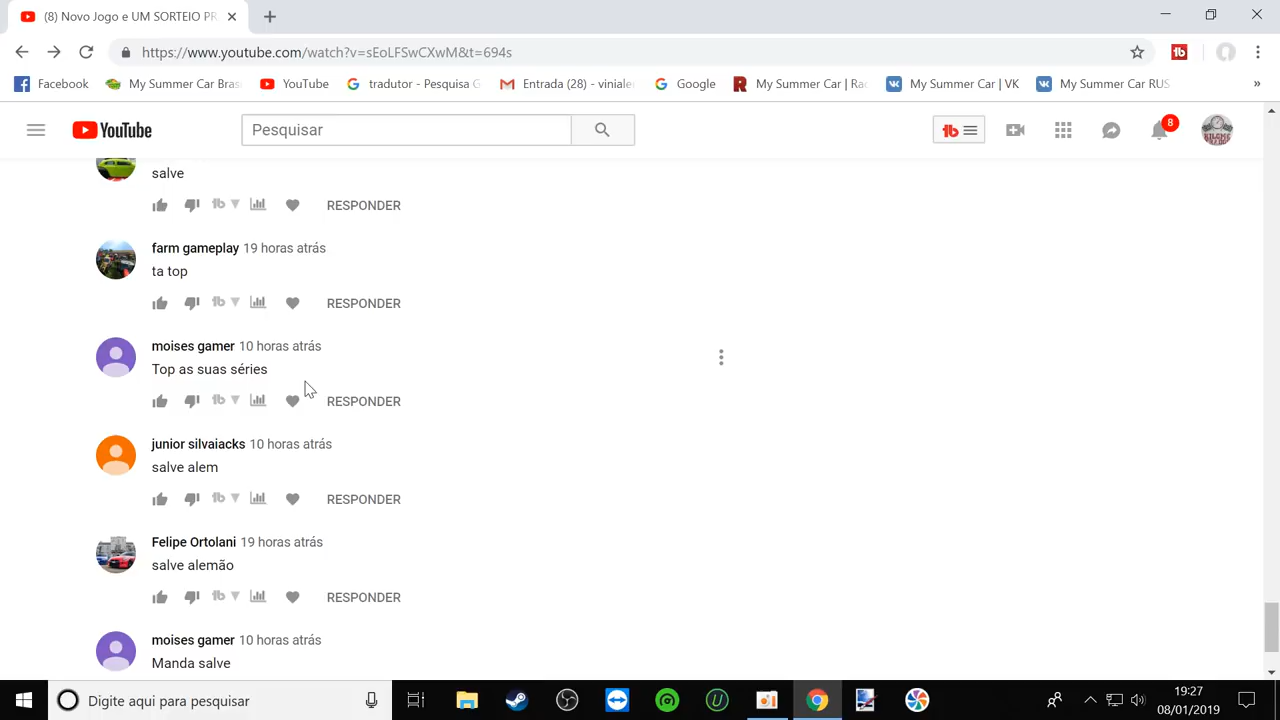 (8) Novo Jogo e UM SORTEIO PR
https://www.youtube.com/watch?v=sEoLFSwCXwM&t=694s
Facebook My Summer Car Bras YouTube tradutor - Pesquisa G Entrada (28) - vinialer Google My Summer Car | Rac My Summer Car | VK My Summer Car RUS »
YouTube Pesquisar 8
salve
RESPONDER
farm gameplay 19 horas atrás
ta top
RESPONDER
moises gamer 10 horas atrás
Top as suas séries
RESPONDER
junior silvaiacks 10 horas atrás
salve alem
RESPONDER
Felipe Ortolani 19 horas atrás
salve alemão
RESPONDER
moises gamer 10 horas atrás
Manda salve
Digite aqui para pesquisar
19:27
08/01/2019